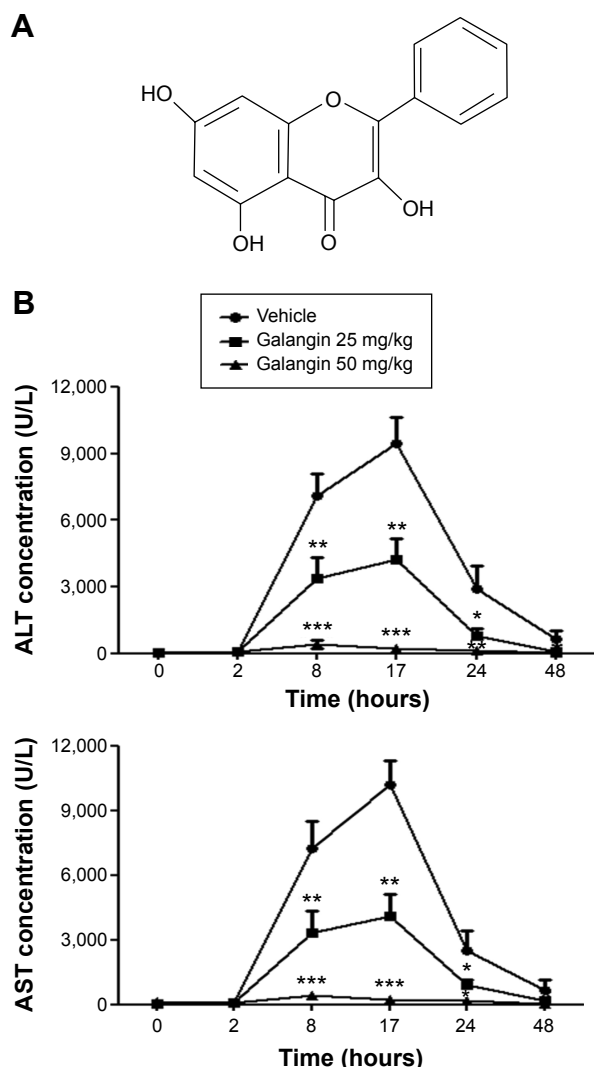 A
HO
O
OH
O
OH
B
Vehicle
Galangin 25 mg/kg
Galangin 50 mg/kg
ALT concentration (U/L)
12,000
9,000
6,000
3,000
0
**
**
***
***
*
**
*
0 2 8 17 24 48
Time (hours)
AST concentration (U/L)
12,000
9,000
6,000
3,000
0
**
**
***
***
*
*
0 2 8 17 24 48
Time (hours)